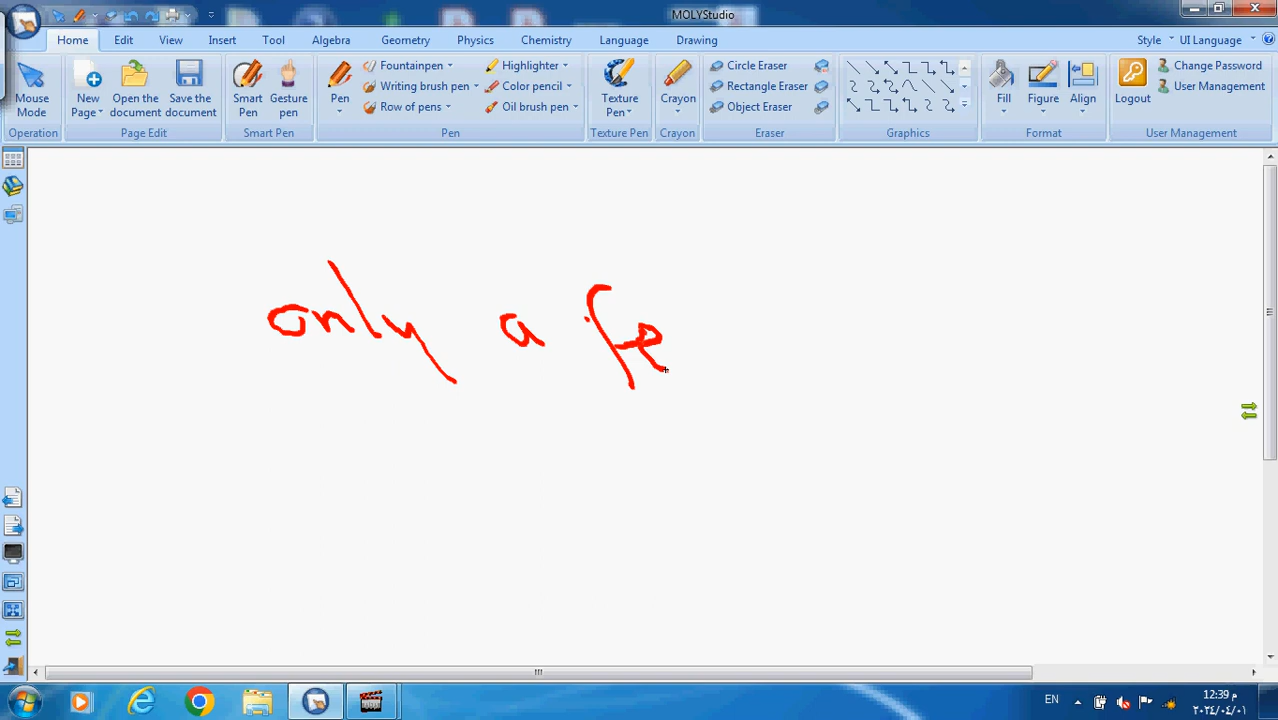 MOLYStudio
Home Edit View Insert Tool Algebra Geometry Physics Chemistry Language Drawing Style UI Language
Mouse Mode
Operation
New Page
Open the document
Save the document
Page Edit
Smart Pen
Gesture pen
Smart Pen
Pen
Fountainpen
Writing brush pen
Row of pens
Highlighter
Color pencil
Oil brush pen
Pen
Texture Pen
Texture Pen
Crayon
Crayon
Circle Eraser
Rectangle Eraser
Object Eraser
Eraser
Graphics
Fill
Figure
Align
Format
Logout
Change Password
User Management
User Management
only a fe
EN
12:39 م
٢٠٢٤/٠٤/٠١